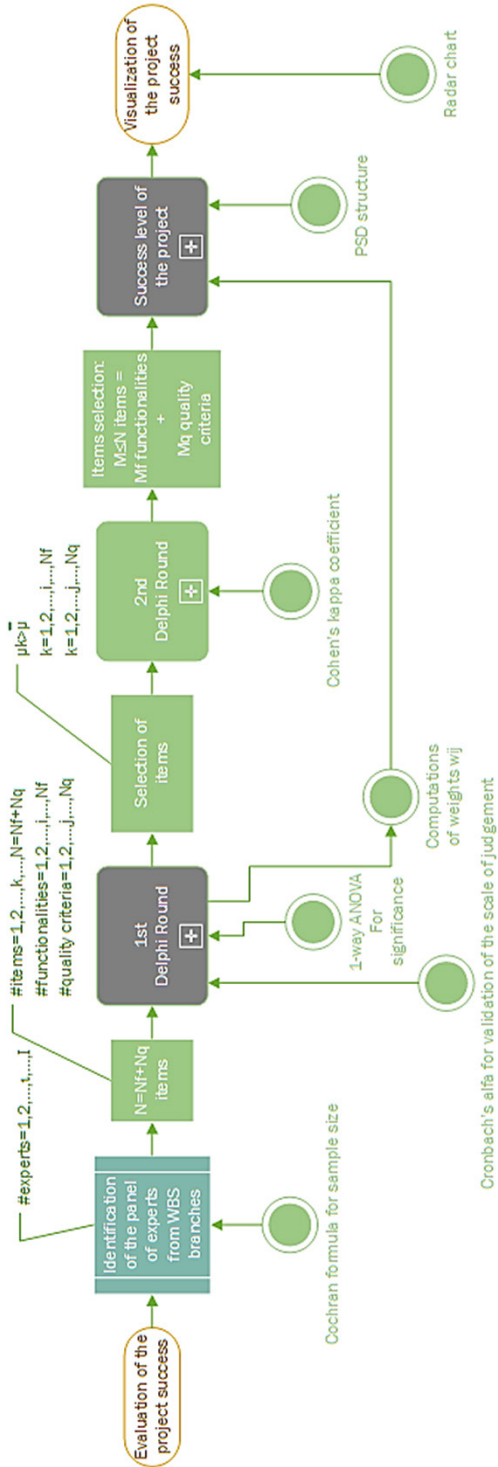 Evaluation of the
project success
Identification
of the panel
of experts
from WBS
branches
#experts=1,2,...,ι,...,I
Cochran formula for sample size
N=Nf+Nq
items
#items=1,2,...,k,...,N=Nf+Nq
#functionalities=1,2,...,i,...,Nf
#quality criteria=1,2,...,j,...,Nq
1st
Delphi Round
Cronbach's alfa for validation of the scale of judgement
1-way ANOVA
For
significance
Computations
of weights wij
Selection of
items
μk>μ̅
k=1,2,...,i,...,Nf
k=1,2,...,j,...,Nq
2nd
Delphi Round
Cohen's kappa coefficient
Items selection:
M≤N items =
Mf functionalities
+
Mq quality
criteria
Success level of
the project
PSD structure
Visualization of
the project
success
Radar chart